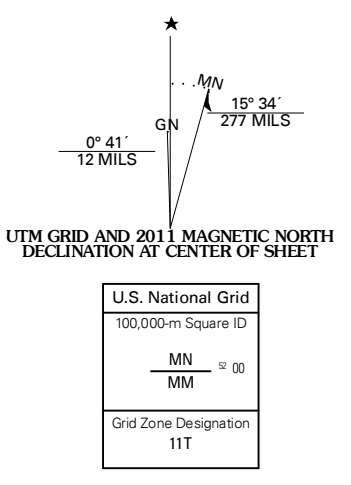 MN
15° 34´
277 MILS
GN
0° 41´
12 MILS
UTM GRID AND 2011 MAGNETIC NORTH
DECLINATION AT CENTER OF SHEET
U.S. National Grid
100,000-m Square ID
MN
52 00
MM
Grid Zone Designation
11T